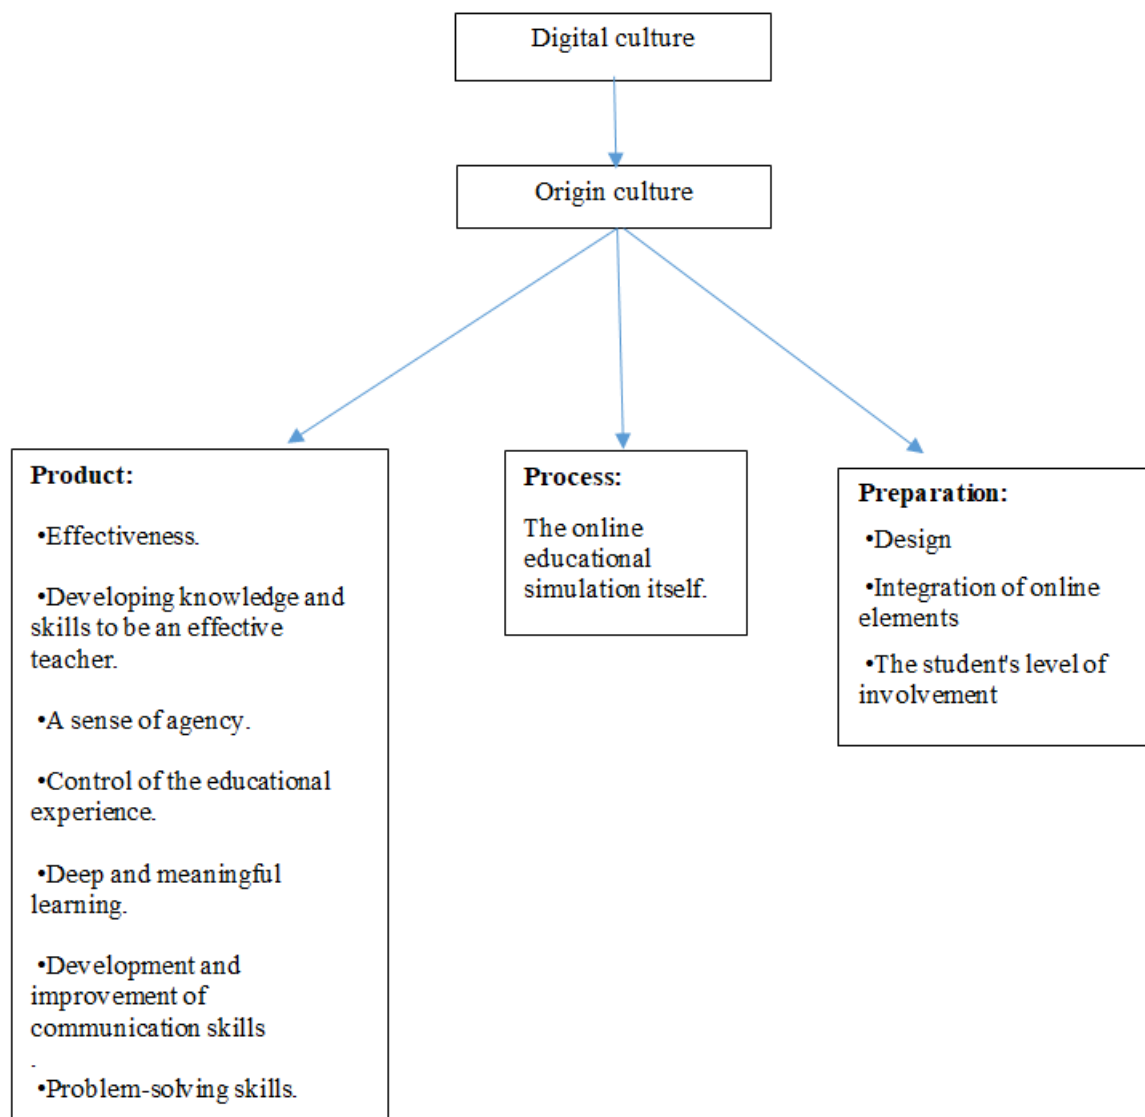 Digital culture
Origin culture
Product:
•Effectiveness.
•Developing knowledge and
skills to be an effective
teacher.
•A sense of agency.
•Control of the educational
experience.
•Deep and meaningful
learning.
•Development and
improvement of
communication skills
.
•Problem-solving skills.
Process:
The online
educational
simulation itself.
Preparation:
•Design
•Integration of online
elements
•The student's level of
involvement